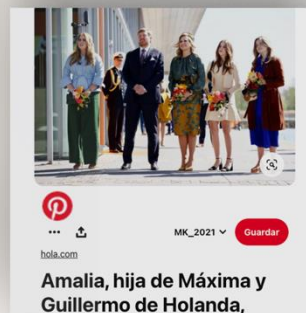 MK_2021
Guardar
hola.com
Amalia, hija de Máxima y
Guillermo de Holanda,